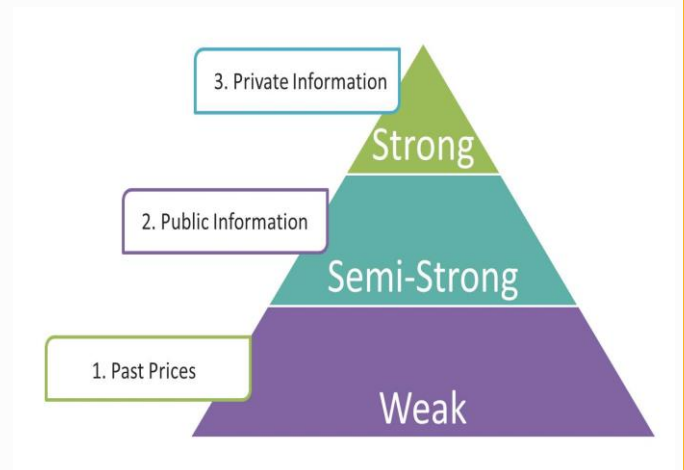 3. Private Information
Strong
2. Public Information
Semi-Strong
1. Past Prices
Weak